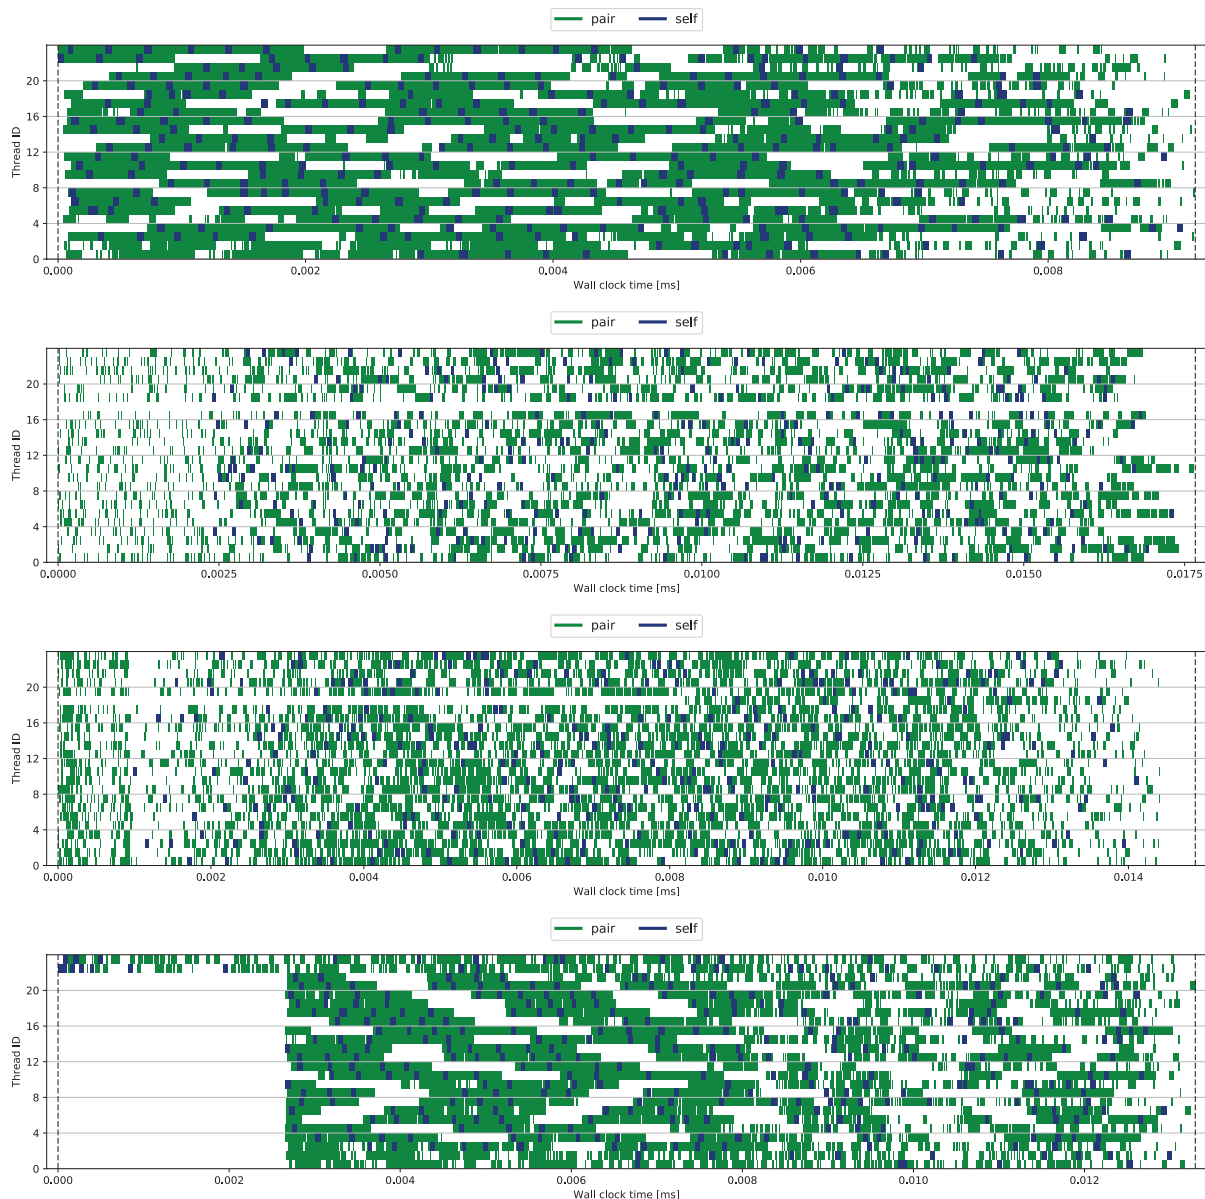 pair self
20
16
12
8
4
0
Thread ID
0.000 0.002 0.004 0.006 0.008
Wall clock time [ms]
pair self
20
16
12
8
4
0
Thread ID
0.0000 0.0025 0.0050 0.0075 0.0100 0.0125 0.0150 0.0175
Wall clock time [ms]
pair self
20
16
12
8
4
0
Thread ID
0.000 0.002 0.004 0.006 0.008 0.010 0.012 0.014
Wall clock time [ms]
pair self
20
16
12
8
4
0
Thread ID
0.000 0.002 0.004 0.006 0.008 0.010 0.012
Wall clock time [ms]